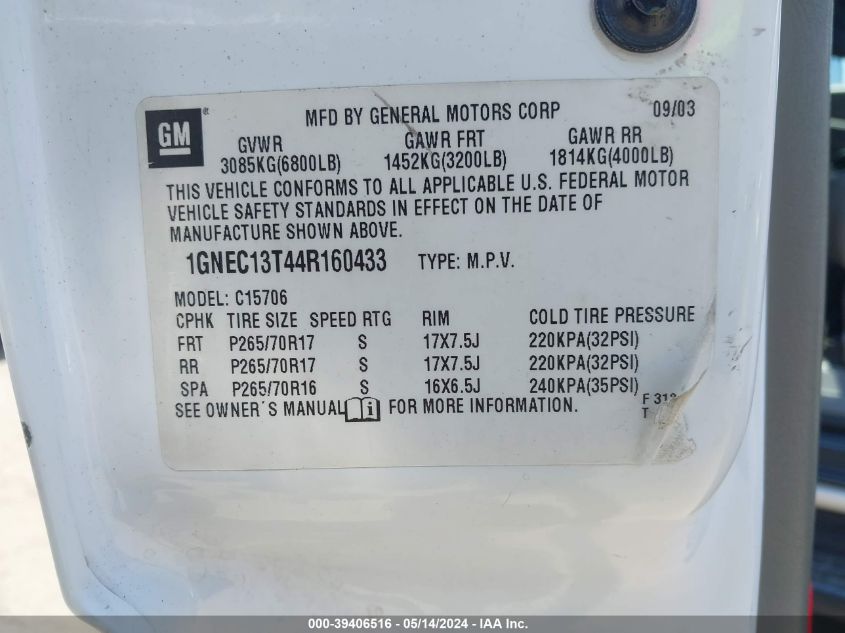 GM
MFD BY GENERAL MOTORS CORP 09/03
GVWR GAWR FRT GAWR RR
3085KG(6800LB) 1452KG(3200LB) 1814KG(4000LB)
THIS VEHICLE CONFORMS TO ALL APPLICABLE U.S. FEDERAL MOTOR
VEHICLE SAFETY STANDARDS IN EFFECT ON THE DATE OF
MANUFACTURE SHOWN ABOVE.
1GNEC13T44R160433 TYPE: M.P.V.
MODEL: C15706
CPHK TIRE SIZE SPEED RTG RIM COLD TIRE PRESSURE
FRT P265/70R17 S 17X7.5J 220KPA(32PSI)
RR P265/70R17 S 17X7.5J 220KPA(32PSI)
SPA P265/70R16 S 16X6.5J 240KPA(35PSI)
SEE OWNER´S MANUAL i FOR MORE INFORMATION.
F
T
000-39406516 - 05/14/2024 - IAA Inc.